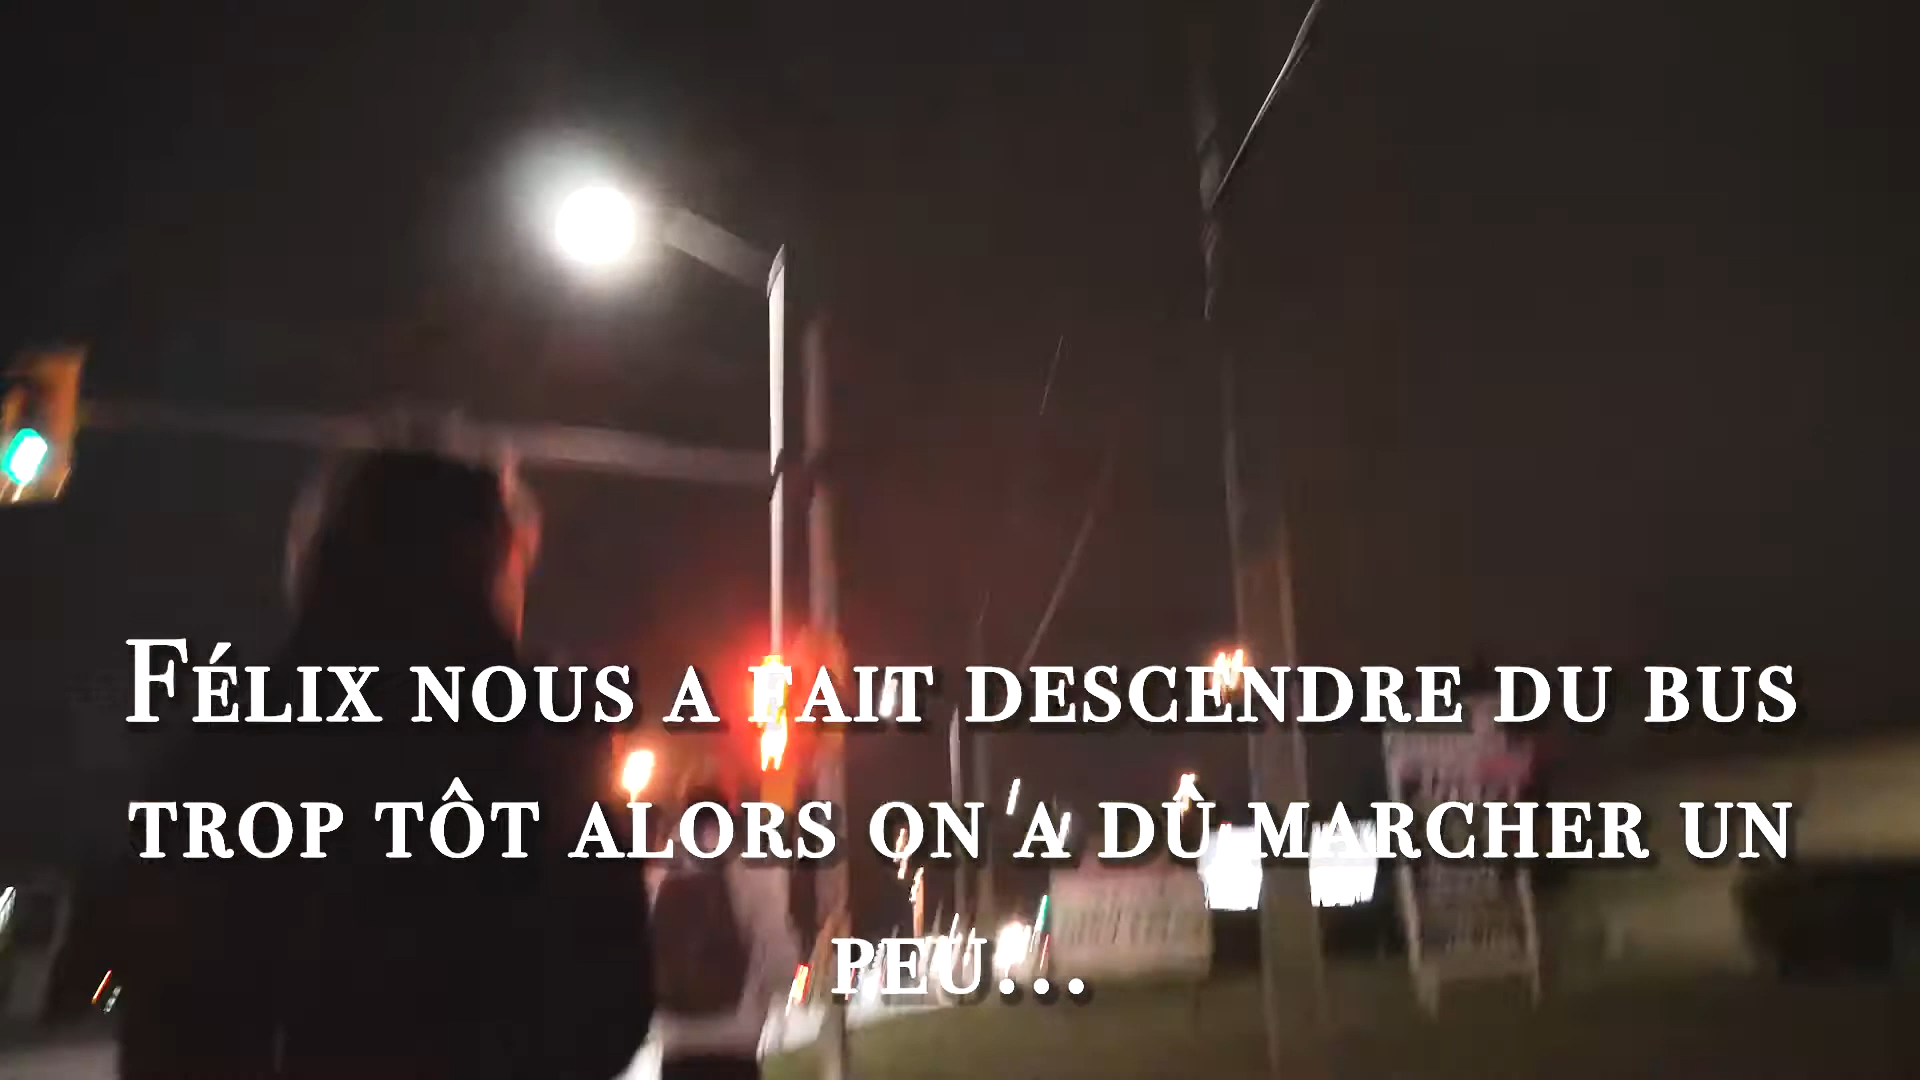 Félix nous a fait descendre du bus
trop tôt alors on a dû marcher un
peu...